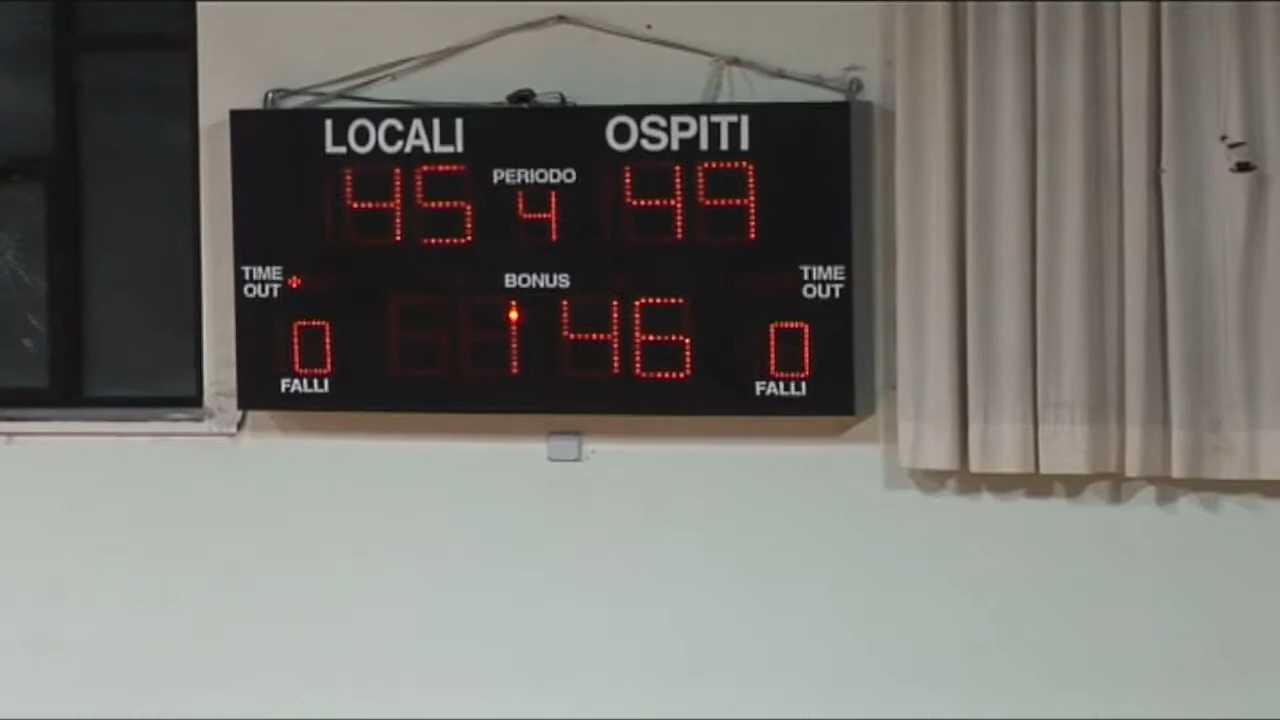 LOCALI OSPITI
45 PERIODO 49
4
TIME OUT BONUS TIME OUT
0 1 46 0
FALLI FALLI